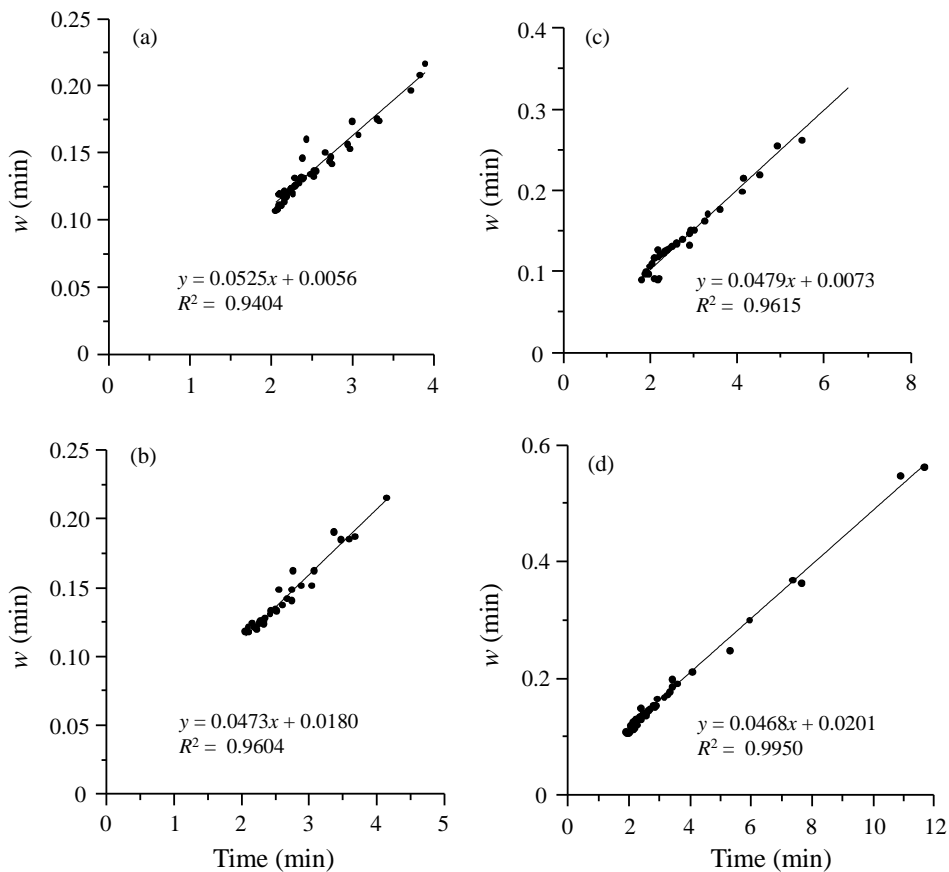 (a)
0.25
0.20
0.15
0.10
0.05
0
w (min)
y = 0.0525x + 0.0056
R² = 0.9404
0 1 2 3 4
(c)
0.4
0.3
0.2
0.1
0
w (min)
y = 0.0479x + 0.0073
R² = 0.9615
0 2 4 6 8
(b)
0.25
0.20
0.15
0.10
0.05
0
w (min)
y = 0.0473x + 0.0180
R² = 0.9604
0 1 2 3 4 5
Time (min)
(d)
0.6
0.4
0.2
0
w (min)
y = 0.0468x + 0.0201
R² = 0.9950
0 2 4 6 8 10 12
Time (min)